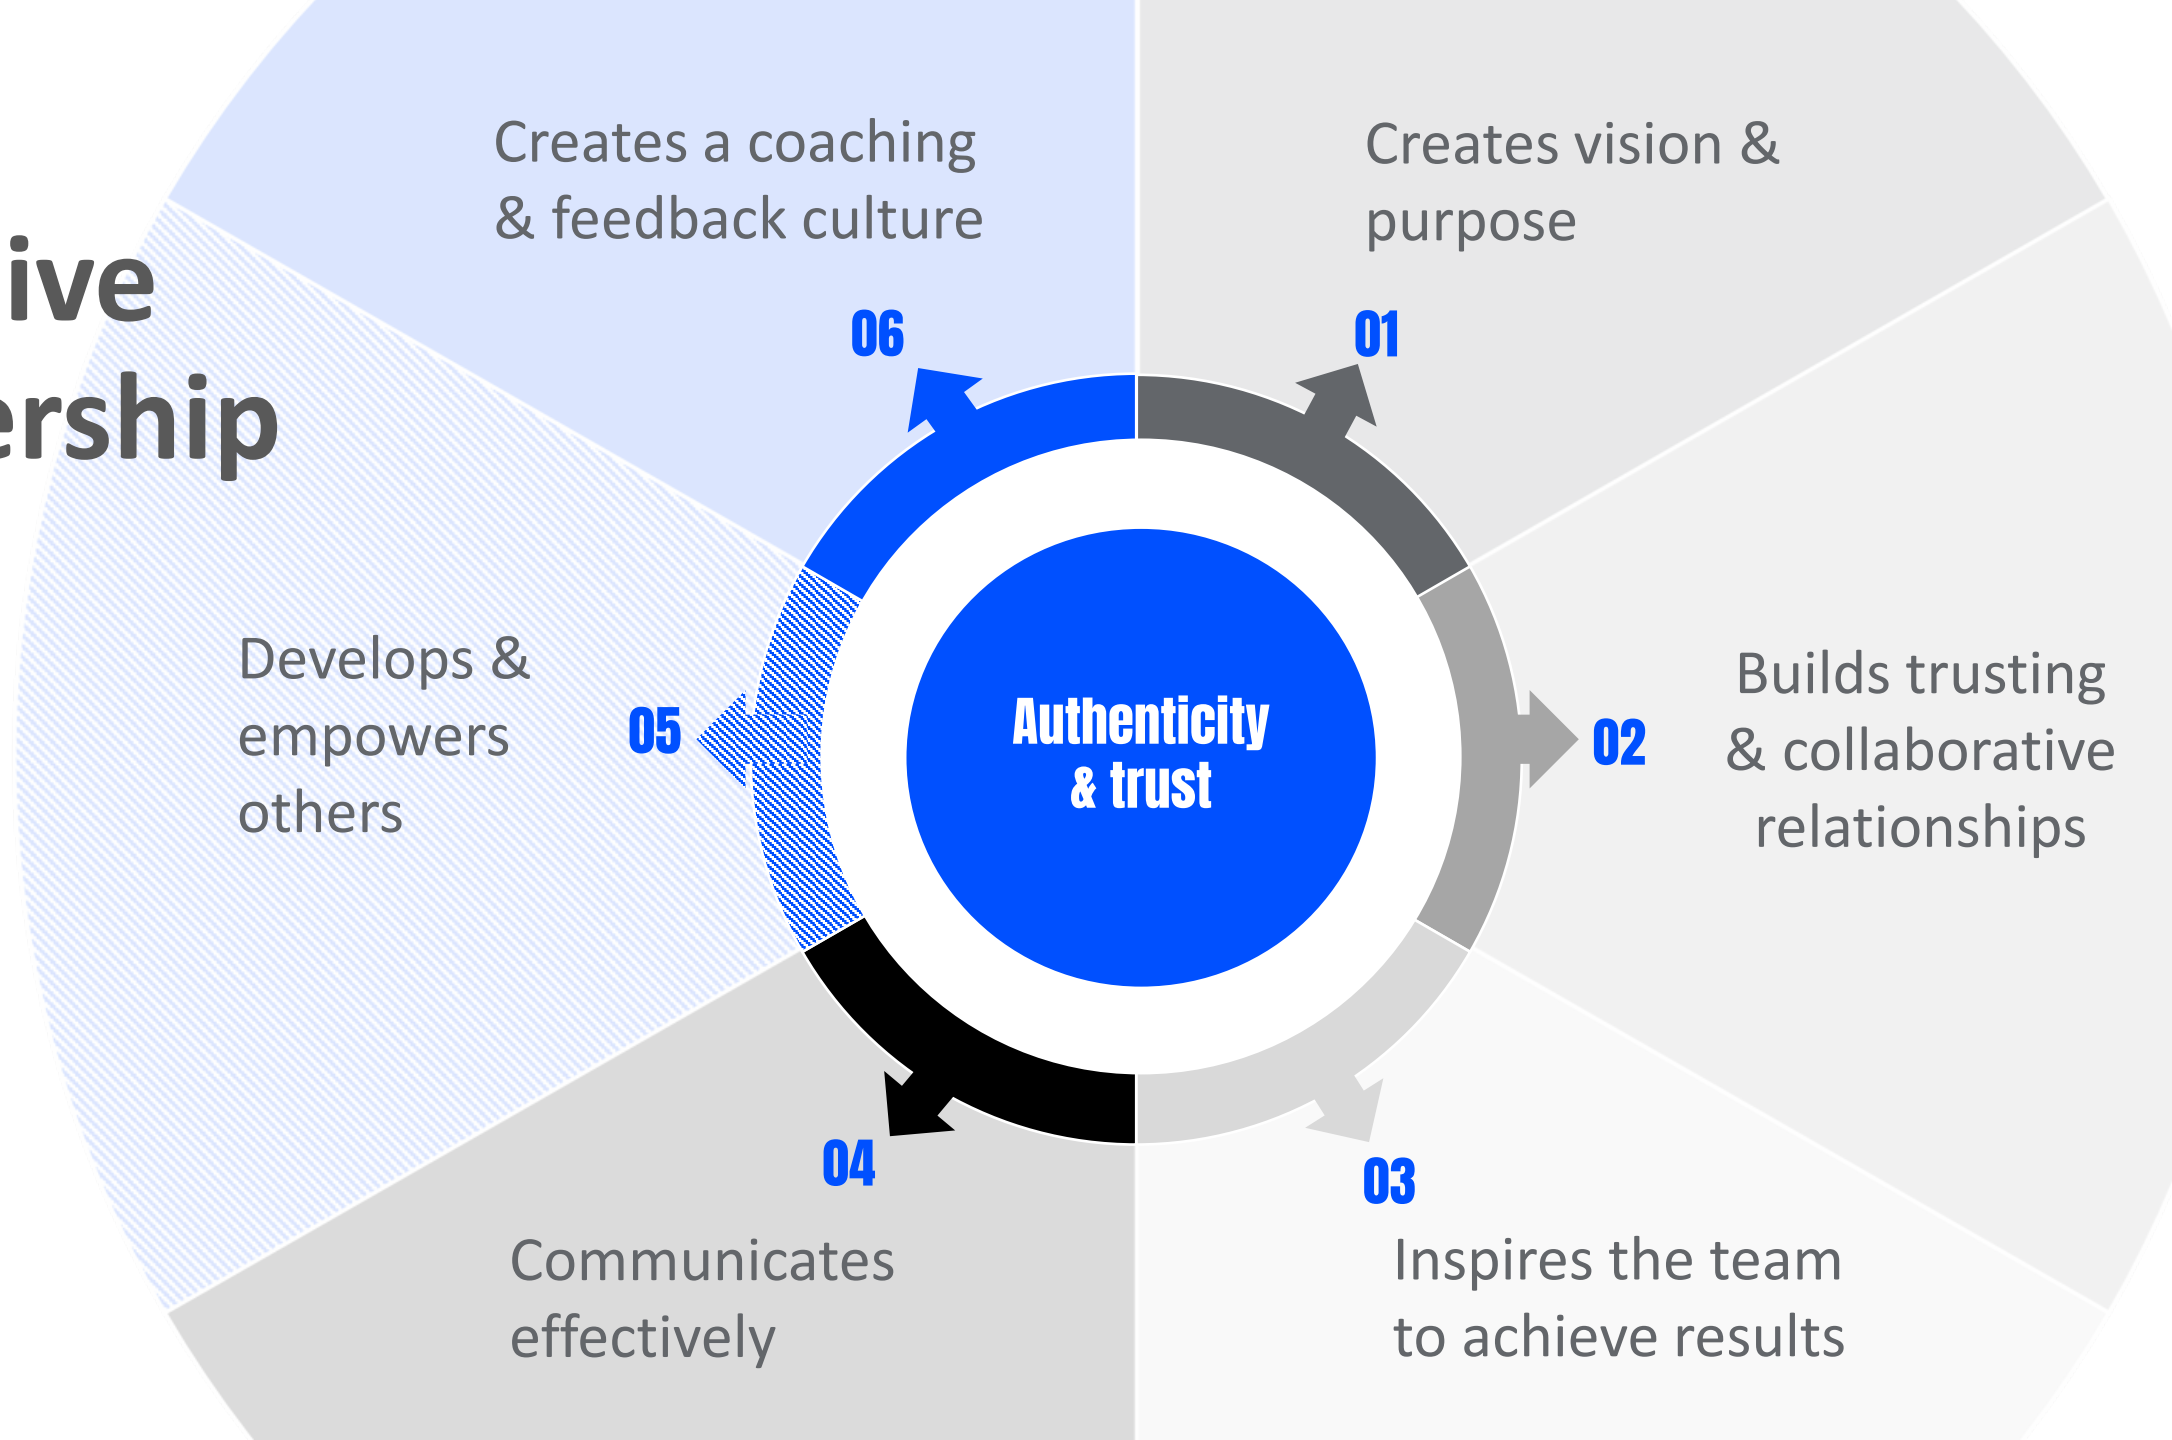 ive
ership
Creates a coaching
& feedback culture
06
Creates vision &
purpose
01
Builds trusting
& collaborative
relationships
02
Inspires the team
to achieve results
03
Communicates
effectively
04
Develops &
empowers
others
05
Authenticity
& trust